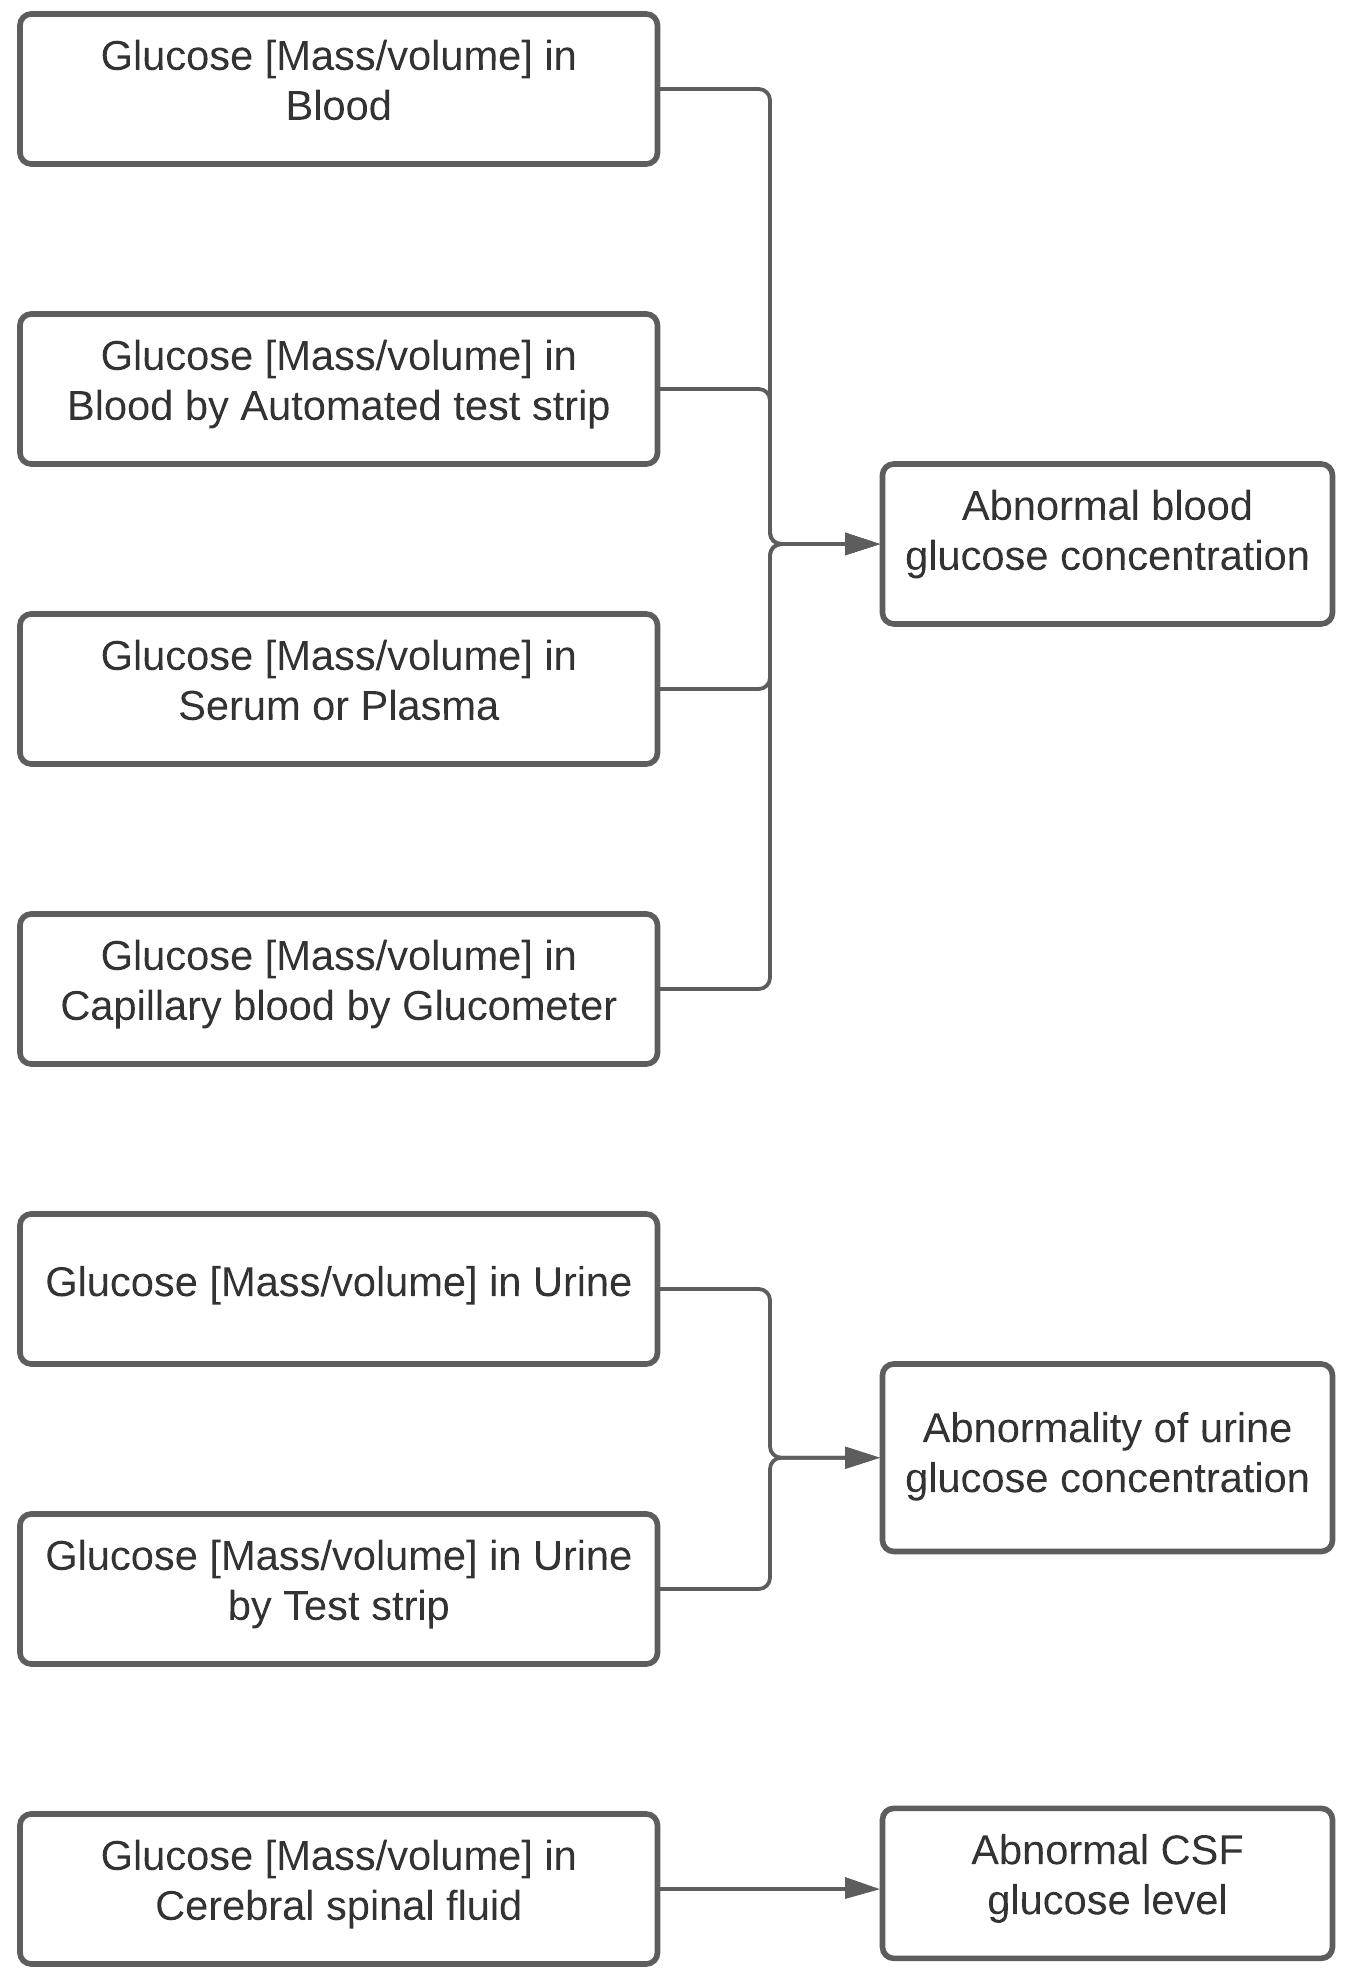 Glucose [Mass/volume] in
Blood
Glucose [Mass/volume] in
Blood by Automated test strip
Abnormal blood
glucose concentration
Glucose [Mass/volume] in
Serum or Plasma
Glucose [Mass/volume] in
Capillary blood by Glucometer
Glucose [Mass/volume] in Urine
Abnormality of urine
glucose concentration
Glucose [Mass/volume] in Urine
by Test strip
Glucose [Mass/volume] in
Cerebral spinal fluid
Abnormal CSF
glucose level